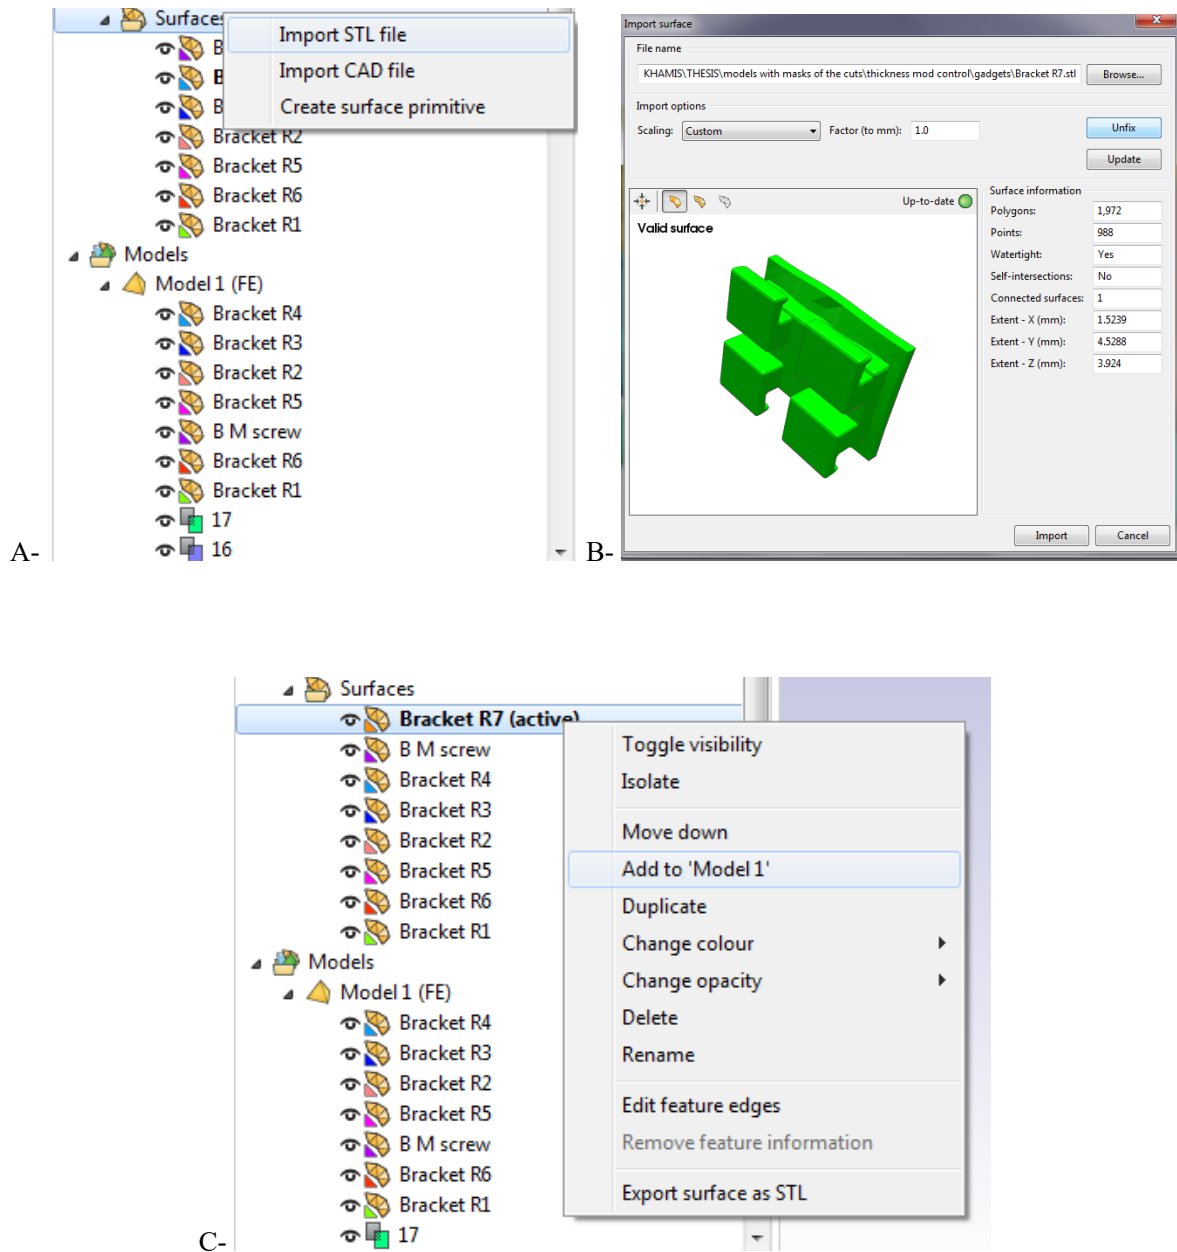 Surfaces
Import STL file
B
Import CAD file
B
Create surface primitive
B
Bracket R2
Bracket R5
Bracket R6
Bracket R1
Models
Model 1 (FE)
Bracket R4
Bracket R3
Bracket R2
Bracket R5
B M screw
Bracket R6
Bracket R1
17
16
A-
Import surface
File name
KHAMIS\THESIS\models with masks of the cuts\thickness mod control\gadgets\Bracket R7.stl
Browse...
Import options
Scaling: Custom Factor (to mm): 1.0
Unfix
Update
Up-to-date
Valid surface
Surface information
Polygons: 1,972
Points: 988
Watertight: Yes
Self-intersections: No
Connected surfaces: 1
Extent - X (mm): 1.5239
Extent - Y (mm): 4.5288
Extent - Z (mm): 3.924
Import Cancel
B-
Surfaces
Bracket R7 (active)
B M screw
Bracket R4
Bracket R3
Bracket R2
Bracket R5
Bracket R6
Bracket R1
Models
Model 1 (FE)
Bracket R4
Bracket R3
Bracket R2
Bracket R5
B M screw
Bracket R6
Bracket R1
17
Toggle visibility
Isolate
Move down
Add to 'Model 1'
Duplicate
Change colour
Change opacity
Delete
Rename
Edit feature edges
Remove feature information
Export surface as STL
C-